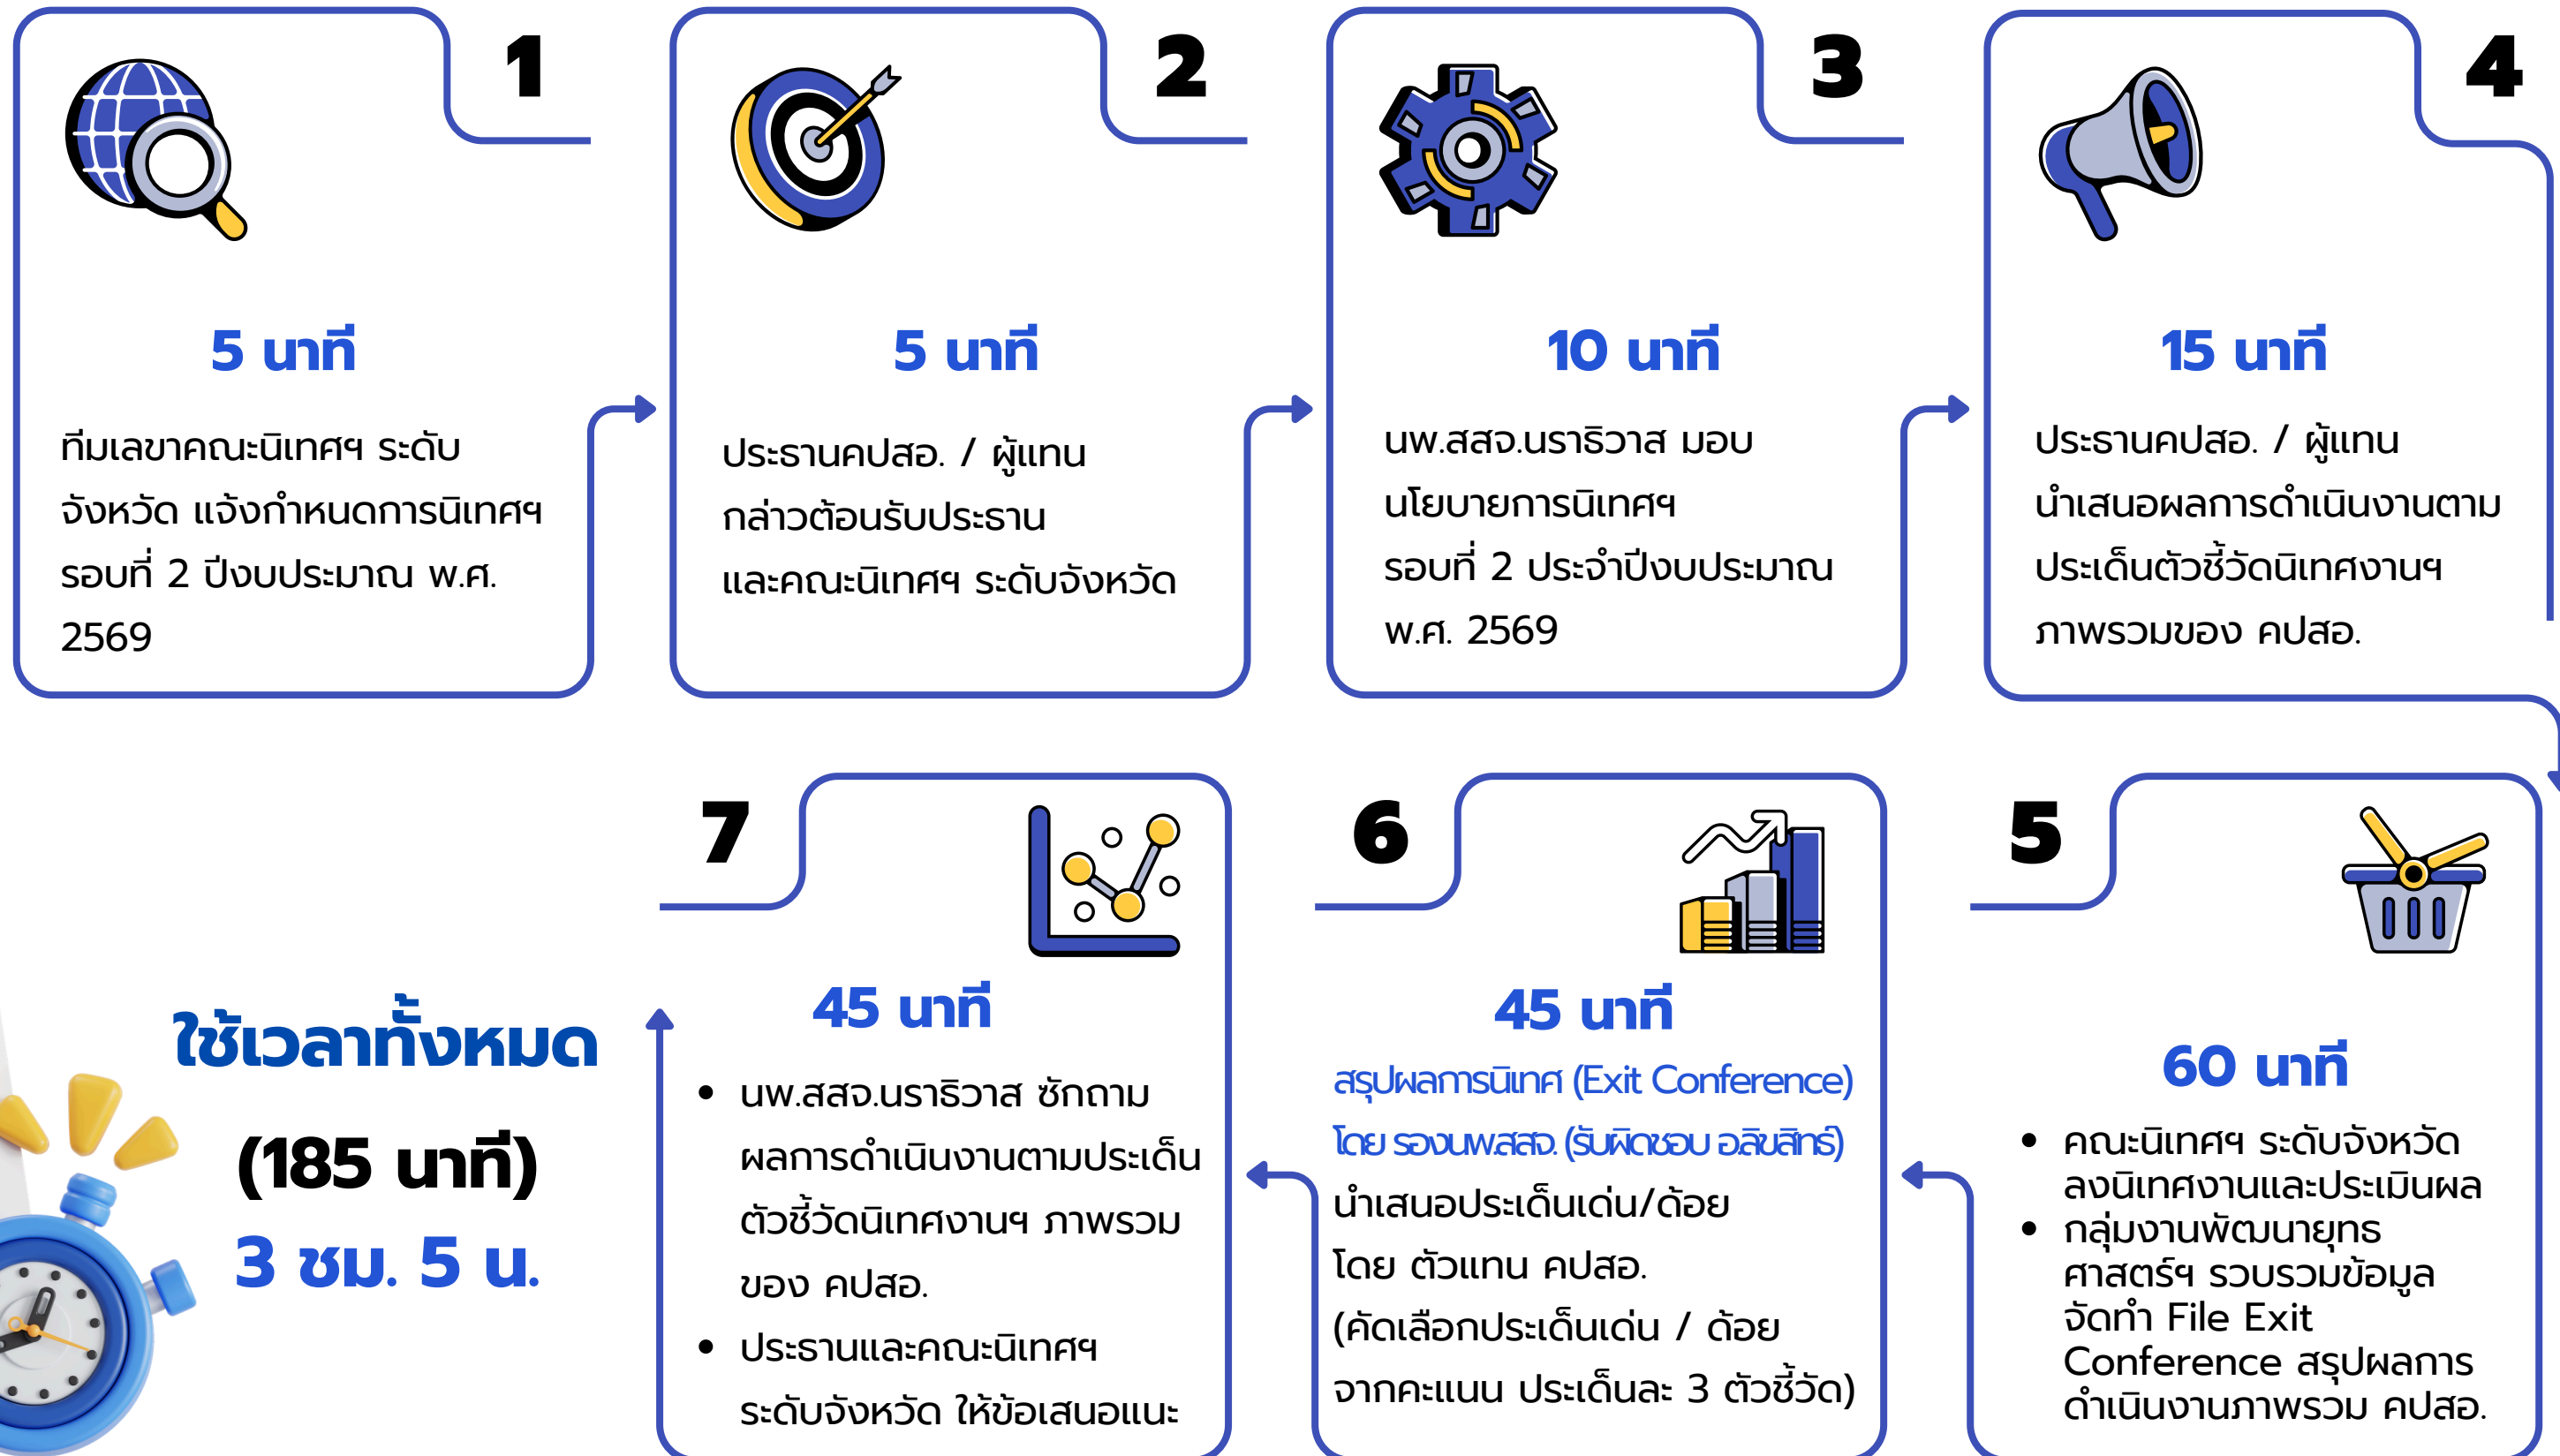 1
5 นาที
ทีมเลขาคณะนิเทศฯ ระดับ
จังหวัด แจ้งกำหนดการนิเทศฯ
รอบที่ 2 ปีงบประมาณ พ.ศ.
2569
2
5 นาที
ประธานคปสอ. / ผู้แทน
กล่าวต้อนรับประธาน
และคณะนิเทศฯ ระดับจังหวัด
3
10 นาที
นพ.สสจ.นราธิวาส มอบ
นโยบายการนิเทศฯ
รอบที่ 2 ประจำปีงบประมาณ
พ.ศ. 2569
4
15 นาที
ประธานคปสอ. / ผู้แทน
นำเสนอผลการดำเนินงานตาม
ประเด็นตัวชี้วัดนิเทศงานฯ
ภาพรวมของ คปสอ.
5
60 นาที
• คณะนิเทศฯ ระดับจังหวัด
ลงนิเทศงานและประเมินผล
• กลุ่มงานพัฒนายุทธ
ศาสตร์ฯ รวบรวมข้อมูล
จัดทำ File Exit
Conference สรุปผลการ
ดำเนินงานภาพรวม คปสอ.
6
45 นาที
สรุปผลการนิเทศ (Exit Conference)
โดย รองนพ.สสจ. (รับผิดชอบ อ.ลิขสิทธ์)
นำเสนอประเด็นเด่น/ด้อย
โดย ตัวแทน คปสอ.
(คัดเลือกประเด็นเด่น / ด้อย
จากคะแนน ประเด็นละ 3 ตัวชี้วัด)
7
45 นาที
• นพ.สสจ.นราธิวาส ซักถาม
ผลการดำเนินงานตามประเด็น
ตัวชี้วัดนิเทศงานฯ ภาพรวม
ของ คปสอ.
• ประธานและคณะนิเทศฯ
ระดับจังหวัด ให้ข้อเสนอแนะ
ใช้เวลาทั้งหมด
(185 นาที)
3 ชม. 5 น.